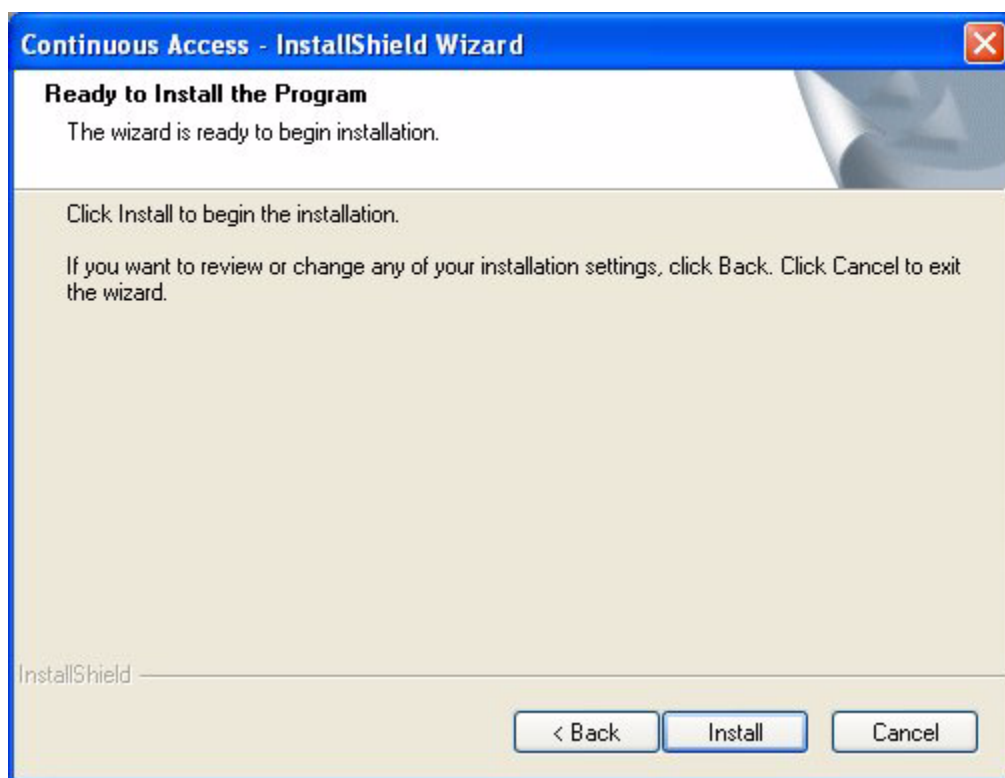 Continuous Access - InstallShield Wizard
Ready to Install the Program
The wizard is ready to begin installation.
Click Install to begin the installation.
If you want to review or change any of your installation settings, click Back. Click Cancel to exit
the wizard.
InstallShield
< Back
Install
Cancel